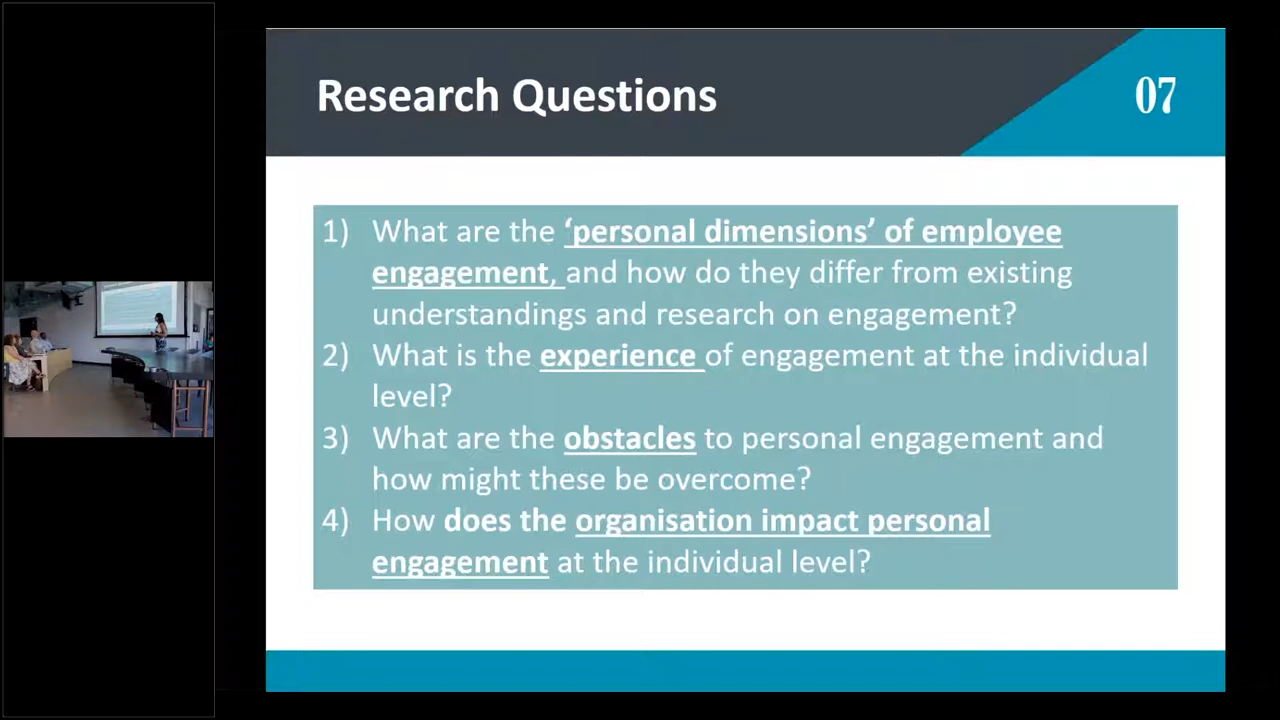 Research Questions
07
1) What are the ‘personal dimensions’ of employee
engagement, and how do they differ from existing
understandings and research on engagement?
2) What is the experience of engagement at the individual
level?
3) What are the obstacles to personal engagement and
how might these be overcome?
4) How does the organisation impact personal
engagement at the individual level?